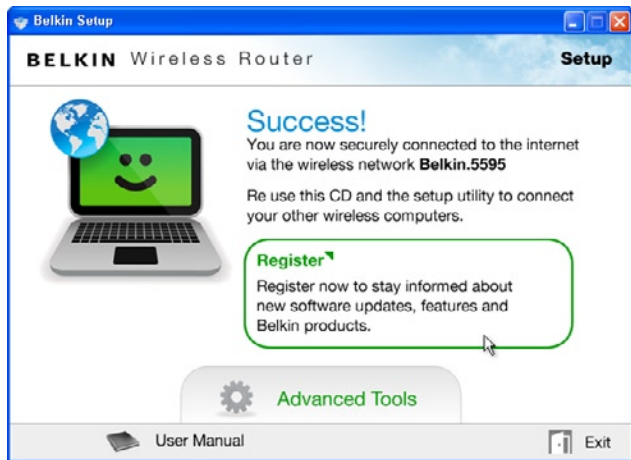 Belkin Setup
BELKIN Wireless Router
Setup
Success!
You are now securely connected to the internet
via the wireless network Belkin.5595
Re use this CD and the setup utility to connect
your other wireless computers.
Register
Register now to stay informed about
new software updates, features and
Belkin products.
Advanced Tools
User Manual
Exit